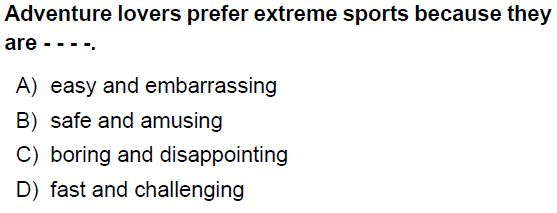 Adventure lovers prefer extreme sports because they
are - - - -.
A) easy and embarrassing
B) safe and amusing
C) boring and disappointing
D) fast and challenging